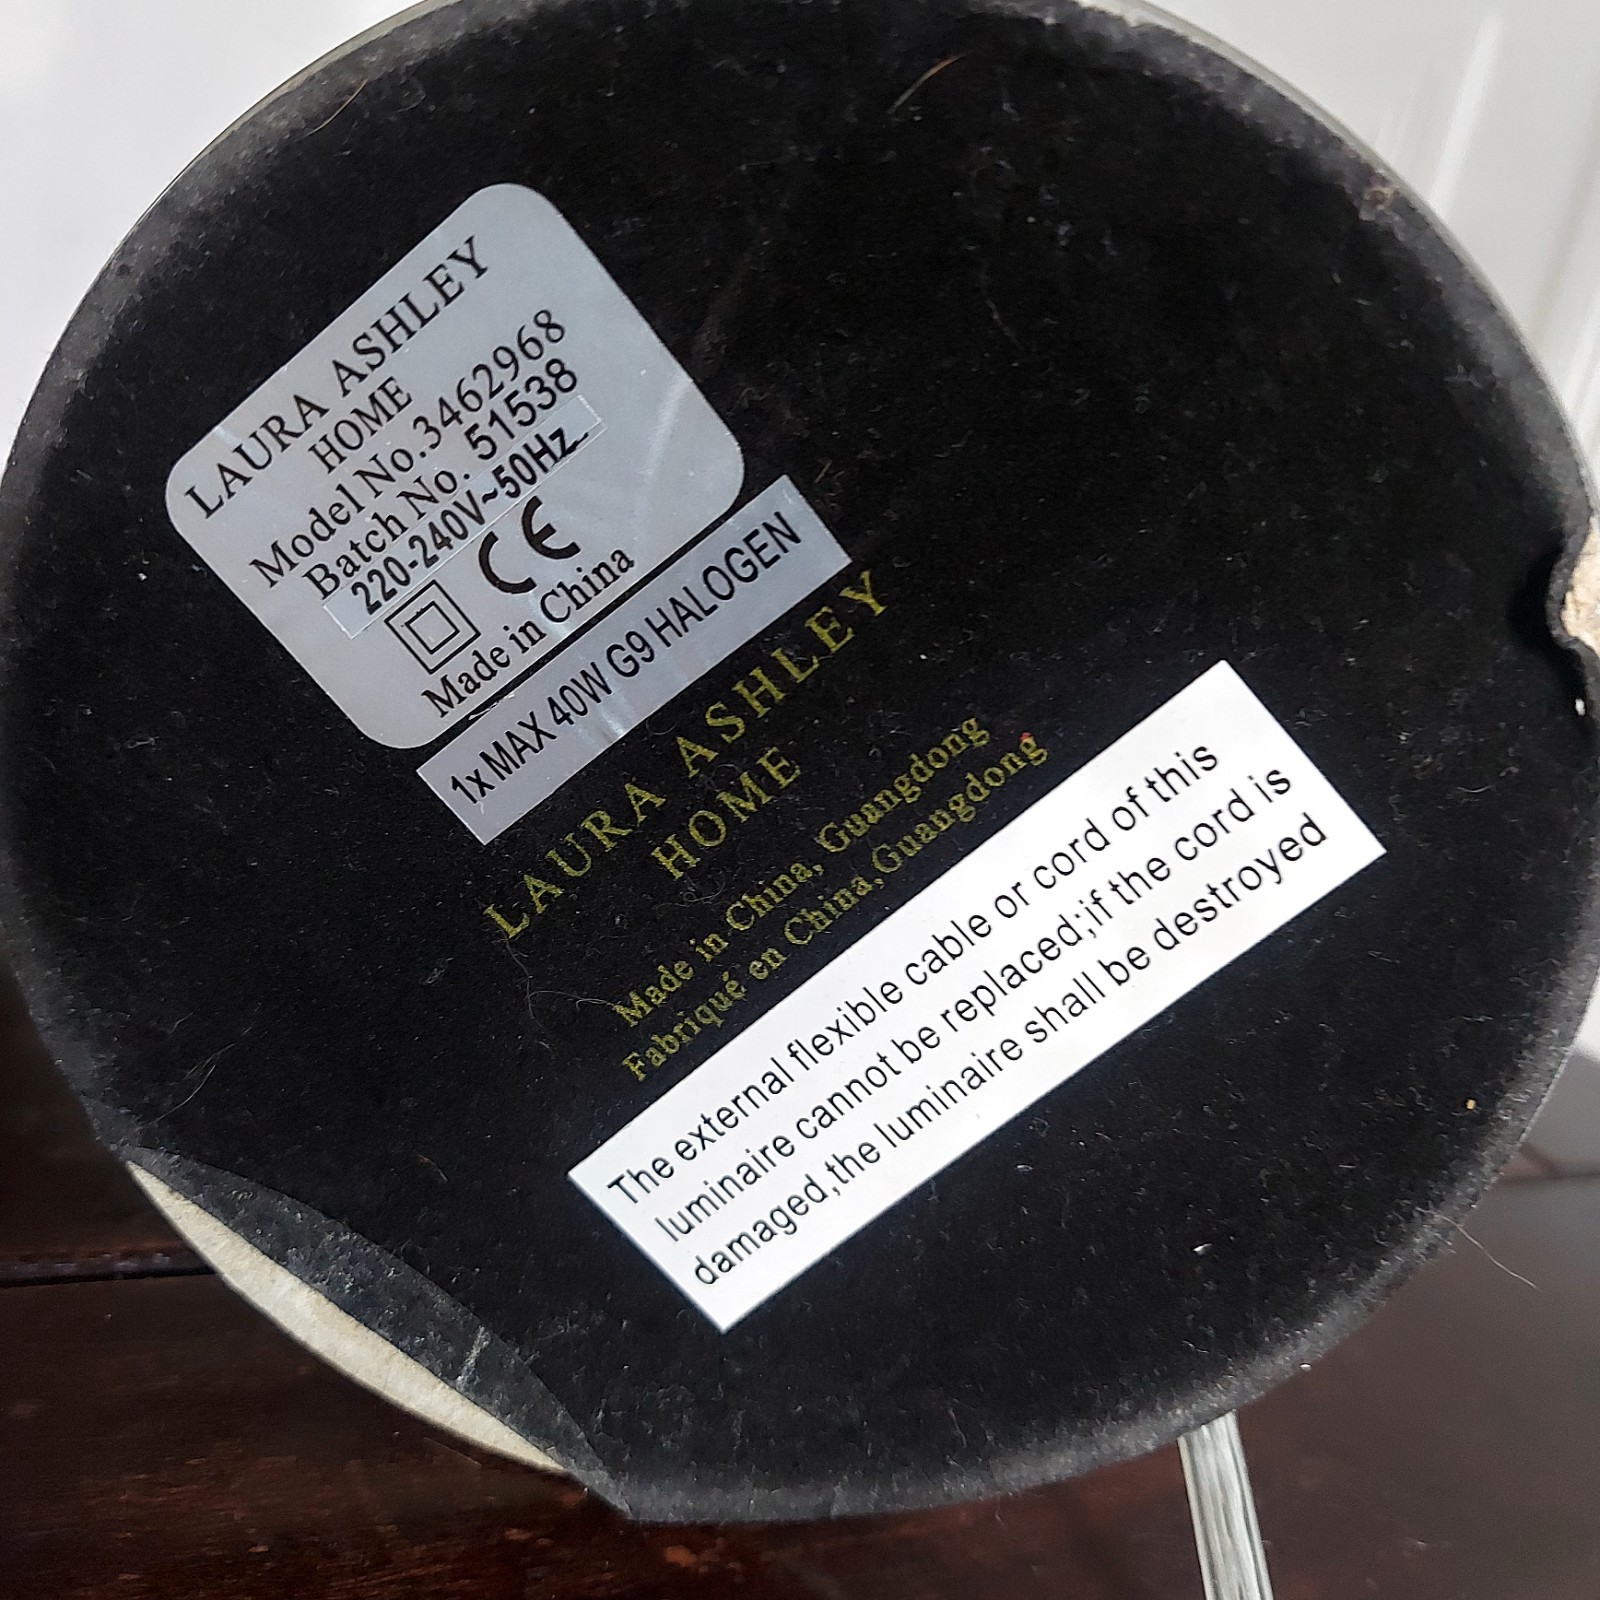 LAURA ASHLEY
HOME
Model No.3462968
Batch No. 51538
220-240V~50Hz
CE
Made in China
1x MAX 40W G9 HALOGEN
LAURA ASHLEY
HOME
Made in China, Guangdong
Fabriqué en China,Guangdong
The external flexible cable or cord of this
luminaire cannot be replaced;if the cord is
damaged,the luminaire shall be destroyed